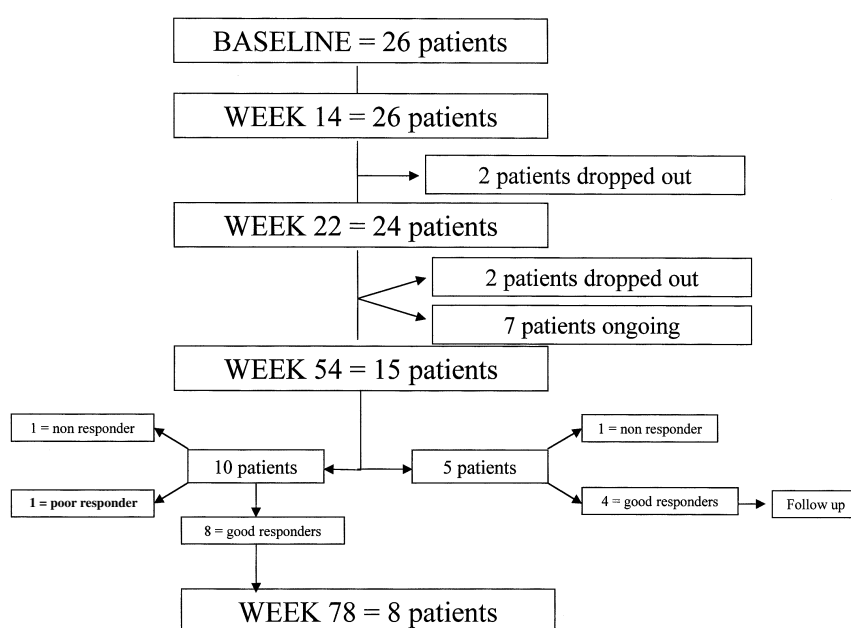 BASELINE = 26 patients
WEEK 14 = 26 patients
2 patients dropped out
WEEK 22 = 24 patients
2 patients dropped out
7 patients ongoing
WEEK 54 = 15 patients
1 = non responder
1 = non responder
10 patients
5 patients
1 = poor responder
4 = good responders
Follow up
8 = good responders
WEEK 78 = 8 patients